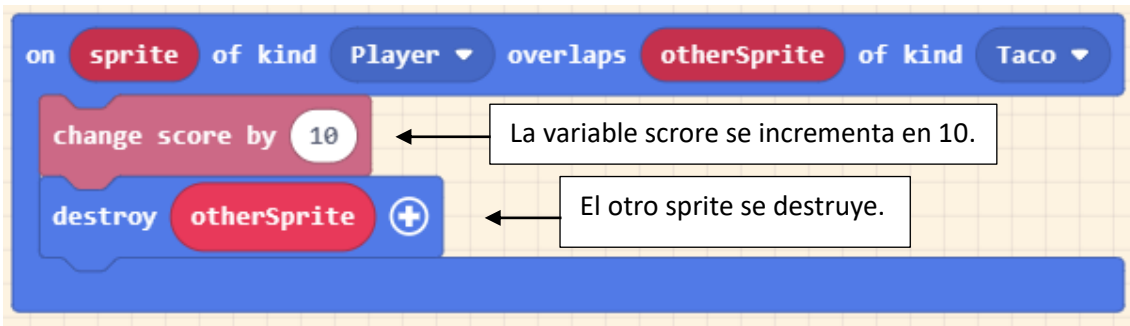 on sprite of kind Player overlaps otherSprite of kind Taco
change score by 10
La variable scrore se incrementa en 10.
destroy otherSprite
El otro sprite se destruye.